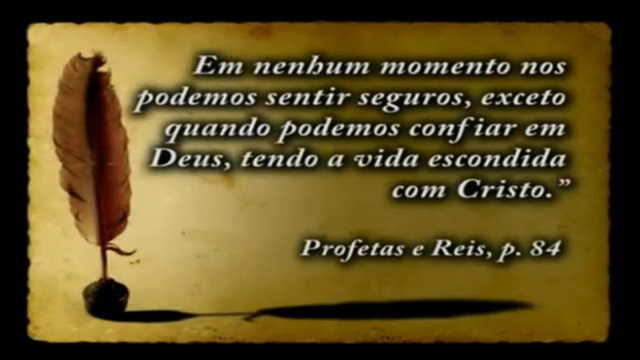 Em nenhum momento nos
podemos sentir seguros, exceto
quando podemos confiar em
Deus, tendo a vida escondida
com Cristo.”
Profetas e Reis, p. 84